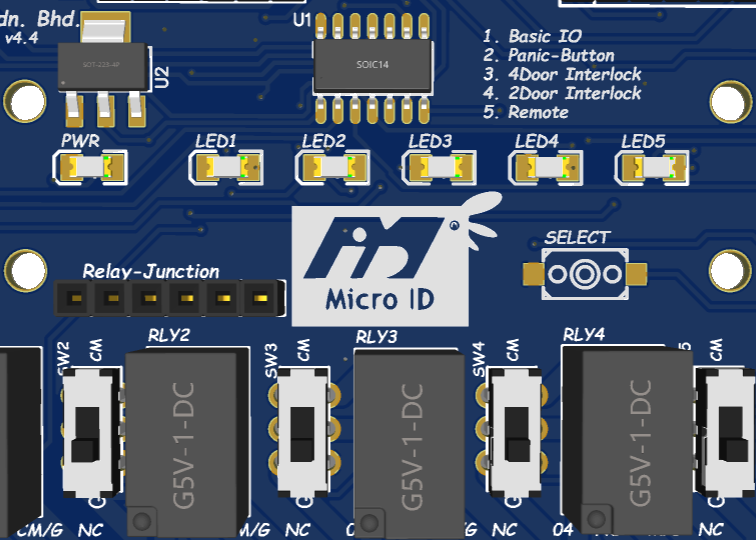 dn. Bhd.
v4.4
U2
SOT-223-4P
U1
SOIC14
1. Basic IO
2. Panic-Button
3. 4Door Interlock
4. 2Door Interlock
5. Remote
PWR
LED1
LED2
LED3
LED4
LED5
SELECT
Relay-Junction
Micro ID
RLY2
RLY3
RLY4
SW2
CM
SW3
CM
SW4
CM
5
CM
G5V-1-DC
G5V-1-DC
G5V-1-DC
CM/G
NC
M/G
NC
G
NC
04
NC